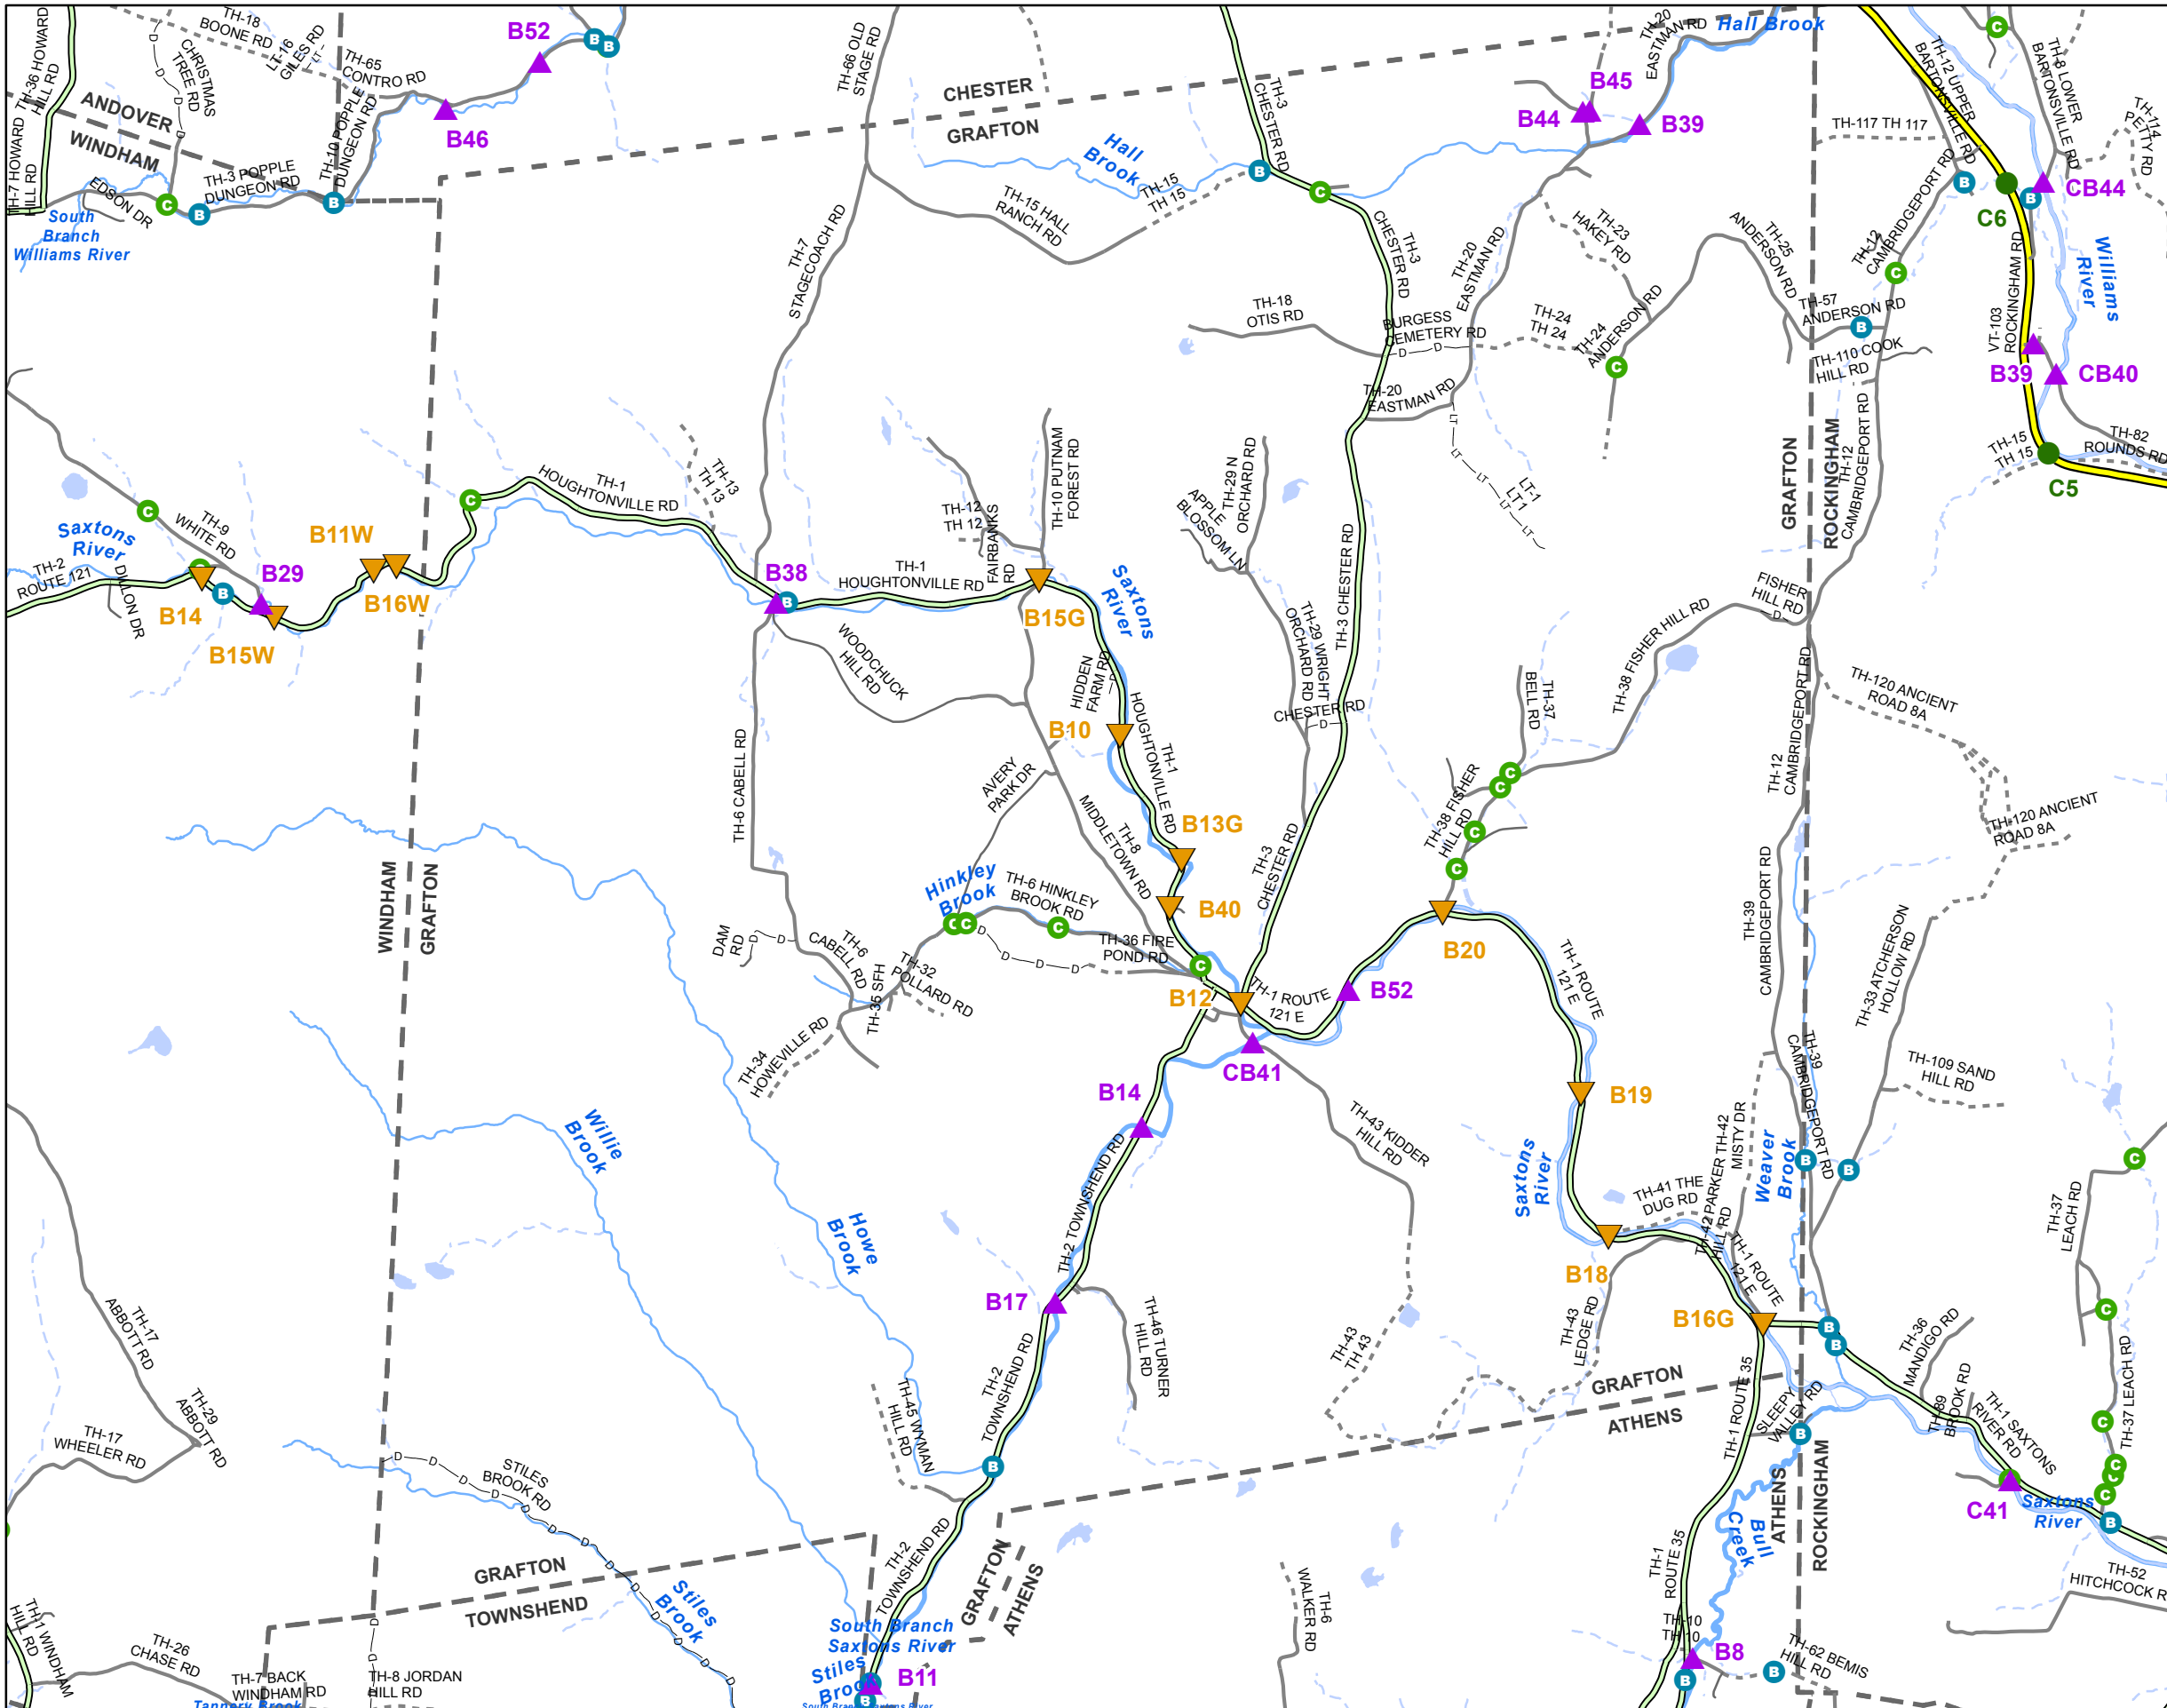 TH-18
BOONE RD
LT-16
GILES RD
LT
TH-65
CONTRO RD
CHRISTMAS
TREE RD
TH-36 HOWARD
HILL RD
TH-7 HOWARD
HILL RD
ANDOVER
WINDHAM
EDSON DR
TH-3 POPPLE
DUNGEON RD
TH-10 POPPLE
DUNGEON RD
South
Branch
Williams River
B52
B46
TH-66 OLD
STAGE RD
CHESTER
GRAFTON
Hall
Brook
TH-15
TH 15
TH-15 HALL
RANCH RD
TH-7
STAGECOACH RD
TH-3
CHESTER RD
TH-3
CHESTER RD
TH-20
EASTMAN RD
Hall Brook
B45
B44
B39
TH-23
HAKEY RD
TH-20
EASTMAN RD
TH-25
ANDERSON RD
TH-18
OTIS RD
BURGESS
CEMETERY RD
TH-24
TH 24
TH-24
ANDERSON RD
TH-20
EASTMAN RD
LT-1
LT 1
TH-12 UPPER
BARTONSVILLE RD
TH-8 LOWER
BARTONSVILLE RD
TH-114
PETTY RD
TH-117 TH 117
C6
CB44
TH-12
CAMBRIDGEPORT RD
VT-103
ROCKINGHAM RD
Williams
River
TH-57
ANDERSON RD
TH-110 COOK
HILL RD
B39
CB40
TH-82
ROUNDS RD
TH-15
TH 15
C5
GRAFTON
ROCKINGHAM
TH-12
CAMBRIDGEPORT RD
Saxtons
River
TH-9
WHITE RD
TH-2
ROUTE 121
DILLON DR
B14
B29
B15W
B11W
B16W
TH-1
HOUGHTONVILLE RD
TH-13
TH 13
B38
TH-1
HOUGHTONVILLE RD
TH-12
TH 12
FAIRBANKS
RD
TH-10 PUTNAM
FOREST RD
B15G
Saxtons
River
APPLE
BLOSSOM LN
TH-29 N
ORCHARD RD
TH-29 WRIGHT
ORCHARD RD
TH-3 CHESTER RD
CHESTER RD
WOODCHUCK
HILL RD
HIDDEN
FARM RD
B10
TH-1
HOUGHTONVILLE RD
TH-6 CABELL RD
AVERY
PARK DR
TH-8
MIDDLETOWN RD
B13G
B40
TH-3
CHESTER RD
Hinkley
Brook
TH-6 HINKLEY
BROOK RD
TH-36 FIRE
POND RD
DAM
RD
TH-6
CABELL RD
TH-35 SFH
TH-32
POLLARD RD
TH-34
HOWEVILLE RD
B12
TH-1 ROUTE
121 E
B52
CB41
B14
TH-43 KIDDER
HILL RD
TH-37
BELL RD
TH-38 FISHER HILL RD
FISHER
HILL RD
TH-38 FISHER
HILL RD
B20
TH-1 ROUTE
121 E
B19
TH-12
CAMBRIDGEPORT RD
TH-120 ANCIENT
ROAD 8A
TH-120 ANCIENT
ROAD 8A
TH-39
CAMBRIDGEPORT RD
TH-33 ATCHERSON
HOLLOW RD
TH-109 SAND
HILL RD
TH-39
CAMBRIDGEPORT RD
WINDHAM
GRAFTON
Willie
Brook
Howe
Brook
TH-2 TOWNSHEND RD
B17
TH-46 TURNER
HILL RD
TH-2
TOWNSHEND RD
TH-45 WYMAN
HILL RD
TH-43
TH 43
Saxtons
River
TH-41 THE
DUG RD
TH-42 PARKER
HILL RD
TH-42
MISTY DR
Weaver
Brook
TH-1 ROUTE
121 E
B18
TH-43
LEDGE RD
B16G
GRAFTON
ATHENS
TH-1 ROUTE 35
SLEEPY
VALLEY RD
TH-36
MANDIGO RD
TH-89
BROOK RD
TH-1 SAXTONS
RIVER RD
TH-37
LEACH RD
TH-37 LEACH RD
C41
Saxtons
River
TH-52
HITCHCOCK R
ATHENS
ROCKINGHAM
Bull
Creek
TH-1
ROUTE 35
TH-10
TH 10
B8
TH-62 BEMIS
HILL RD
TH-17
ABBOTT RD
TH-29
ABBOTT RD
TH-17
WHEELER RD
STILES
BROOK RD
GRAFTON
TOWNSHEND
Stiles
Brook
TH-2
TOWNSHEND RD
GRAFTON
ATHENS
TH-6
WALKER RD
South Branch
Saxtons River
Stiles
Brook
B11
South Branch Saxtons River
TH-1 WINDHAM
HILL RD
TH-26
CHASE RD
TH-7 BACK
WINDHAM RD
TH-8 JORDAN
HILL RD
Tannery Brook